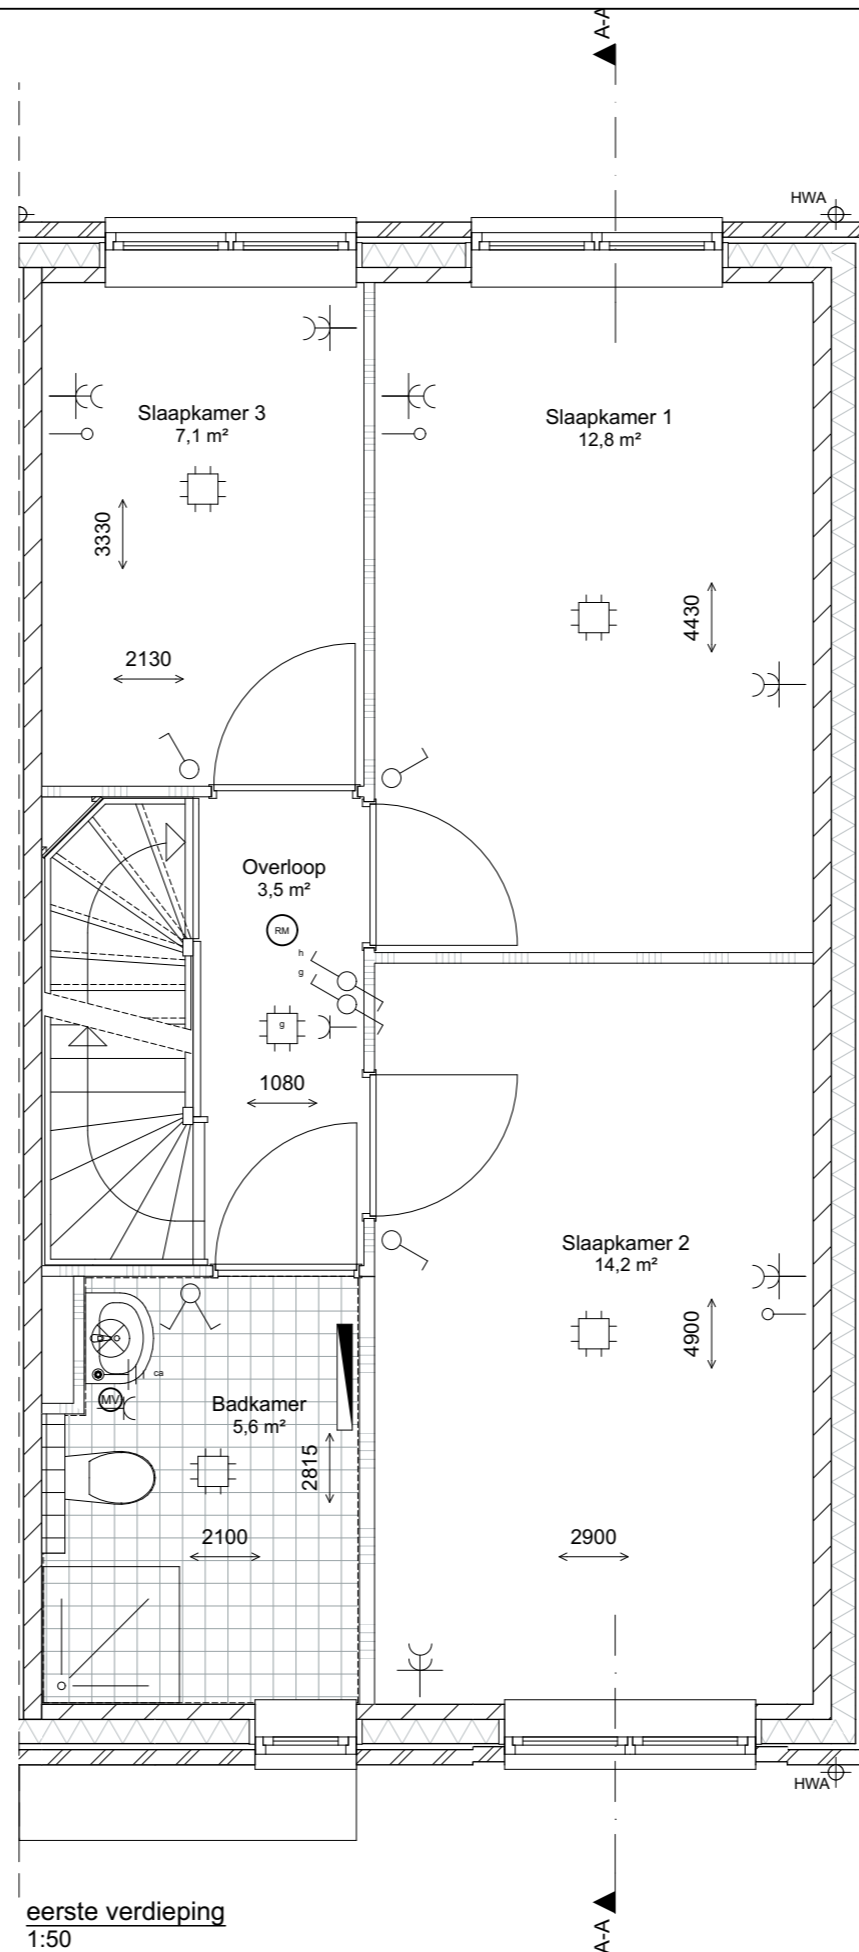 A-A
HWA
Slaapkamer 3
7,1 m²
Slaapkamer 1
12,8 m²
3330
4430
2130
Overloop
3,5 m²
RM
h
g
g
1080
Slaapkamer 2
14,2 m²
4900
ca
MV
Badkamer
5,6 m²
2815
2100
2900
HWA
eerste verdieping
1:50
A-A